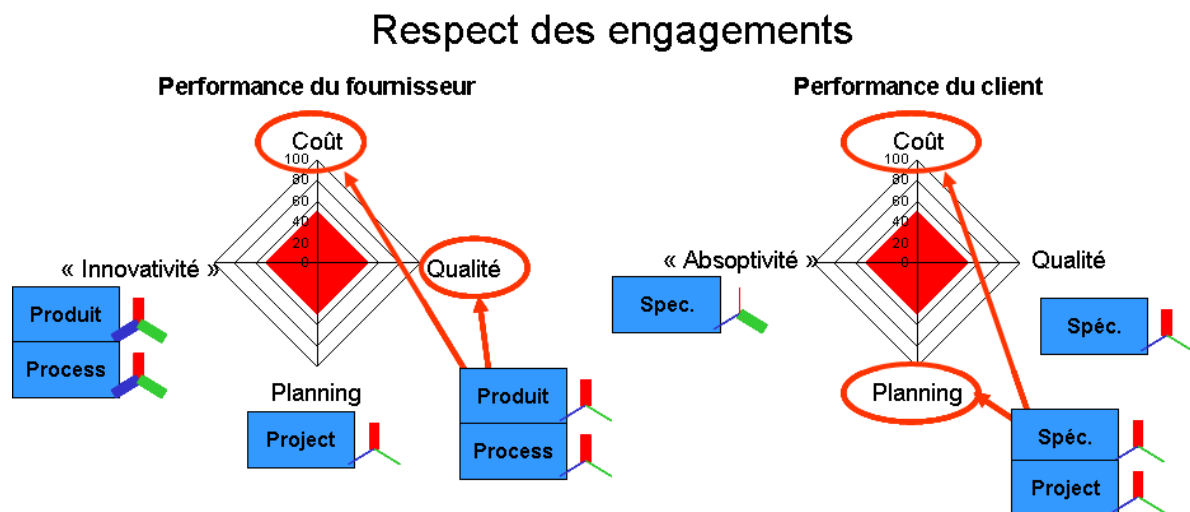 Respect des engagements
Performance du fournisseur
Coût
100
80
60
40
20
0
« Innovativité »
Qualité
Planning
Produit
Process
Project
Produit
Process
Performance du client
Coût
100
80
60
40
20
0
« Absoptivité »
Qualité
Planning
Spec.
Spéc.
Spéc.
Project